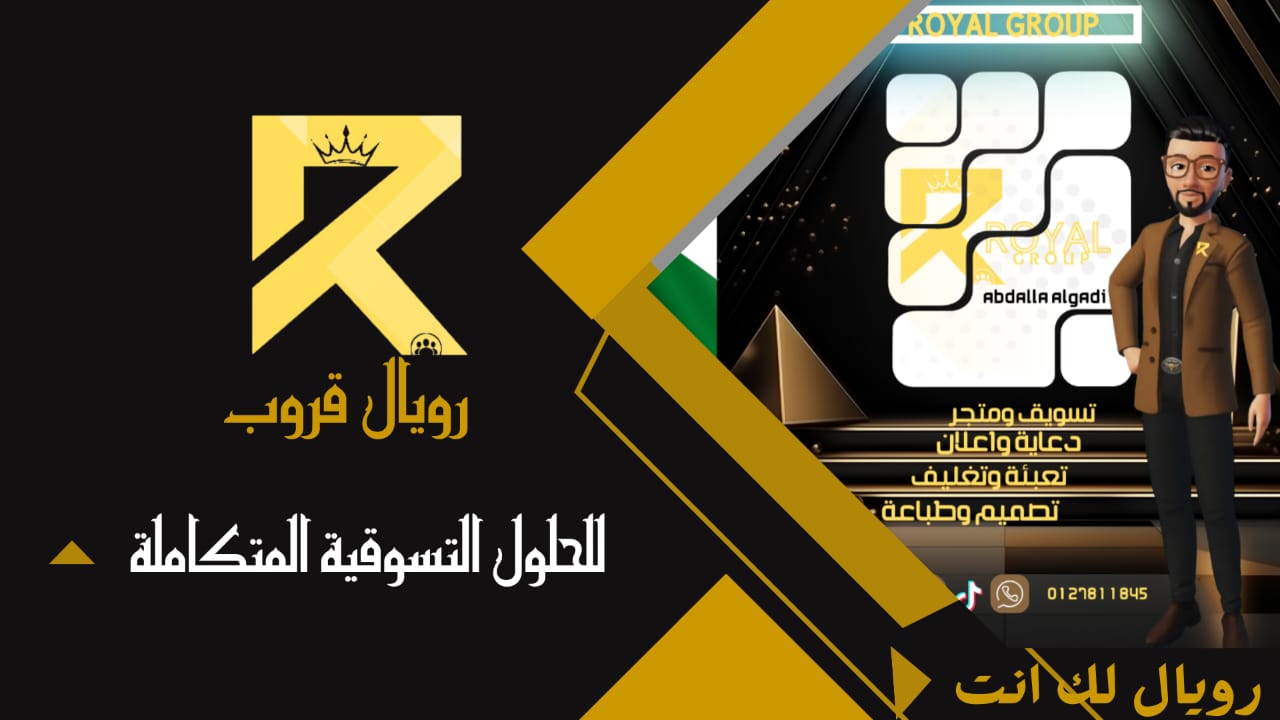 رويال قروب
للحلول التسوقية المتكاملة
ROYAL GROUP
ROYAL
GROUP
Abdalla Algadi
تسويق ومتجر
دعاية واعلان
تعبئة وتغليف
تصميم وطباعة
0127811845
رويال لك انت